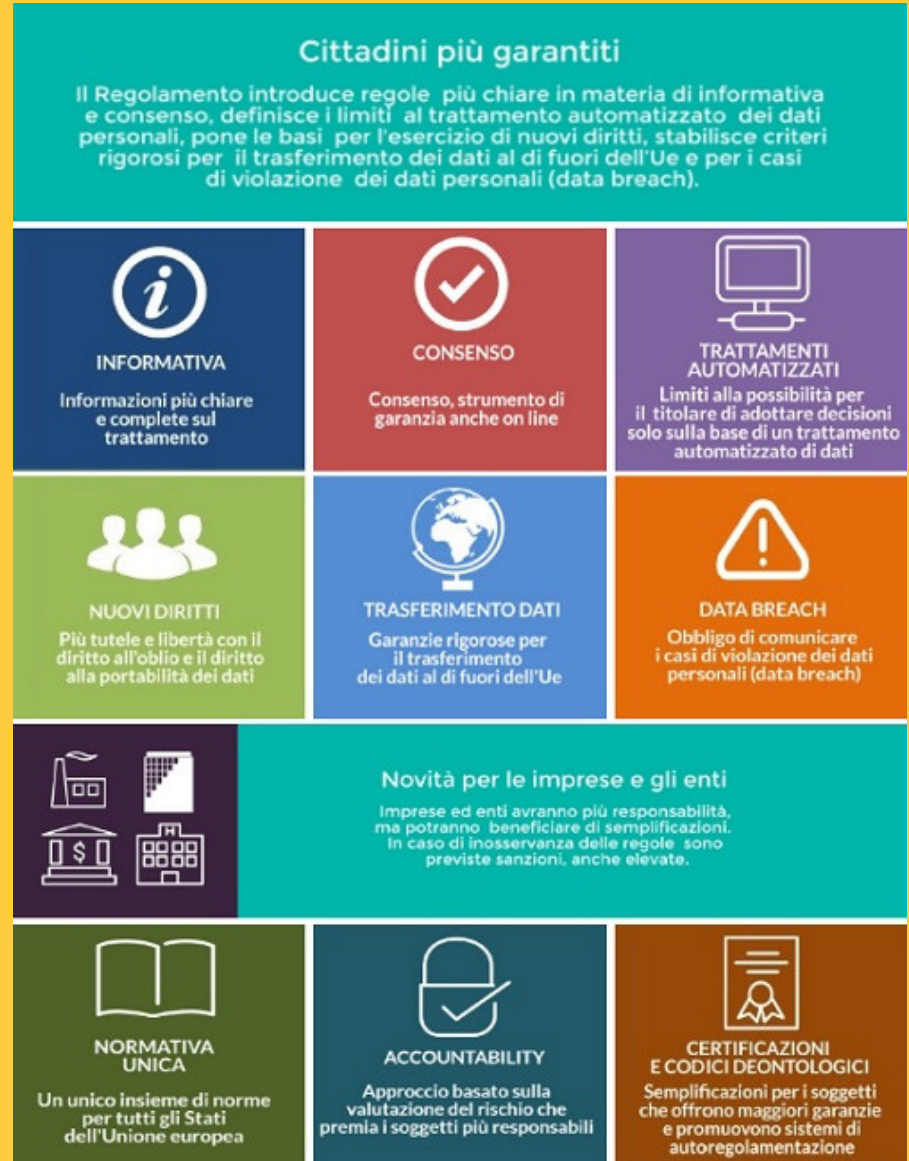 Cittadini più garantiti
Il Regolamento introduce regole più chiare in materia di informativa
e consenso, definisce i limiti al trattamento automatizzato dei dati
personali, pone le basi per l'esercizio di nuovi diritti, stabilisce criteri
rigorosi per il trasferimento dei dati al di fuori dell'Ue e per i casi
di violazione dei dati personali (data breach).
i
INFORMATIVA
Informazioni più chiare
e complete sul
trattamento
CONSENSO
Consenso, strumento di
garanzia anche on line
TRATTAMENTI
AUTOMATIZZATI
Limiti alla possibilità per
il titolare di adottare decisioni
solo sulla base di un trattamento
automatizzato di dati
NUOVI DIRITTI
Più tutele e libertà con il
diritto all'oblio e il diritto
alla portabilità dei dati
TRASFERIMENTO DATI
Garanzie rigorose per
il trasferimento
dei dati al di fuori dell'Ue
!
DATA BREACH
Obbligo di comunicare
i casi di violazione dei dati
personali (data breach)
$
H
Novità per le imprese e gli enti
Imprese ed enti avranno più responsabilità,
ma potranno beneficiare di semplificazioni.
In caso di inosservanza delle regole sono
previste sanzioni, anche elevate.
NORMATIVA
UNICA
Un unico insieme di norme
per tutti gli Stati
dell'Unione europea
ACCOUNTABILITY
Approccio basato sulla
valutazione del rischio che
premia i soggetti più responsabili
CERTIFICAZIONI
E CODICI DEONTOLOGICI
Semplificazioni per i soggetti
che offrono maggiori garanzie
e promuovono sistemi di
autoregolamentazione